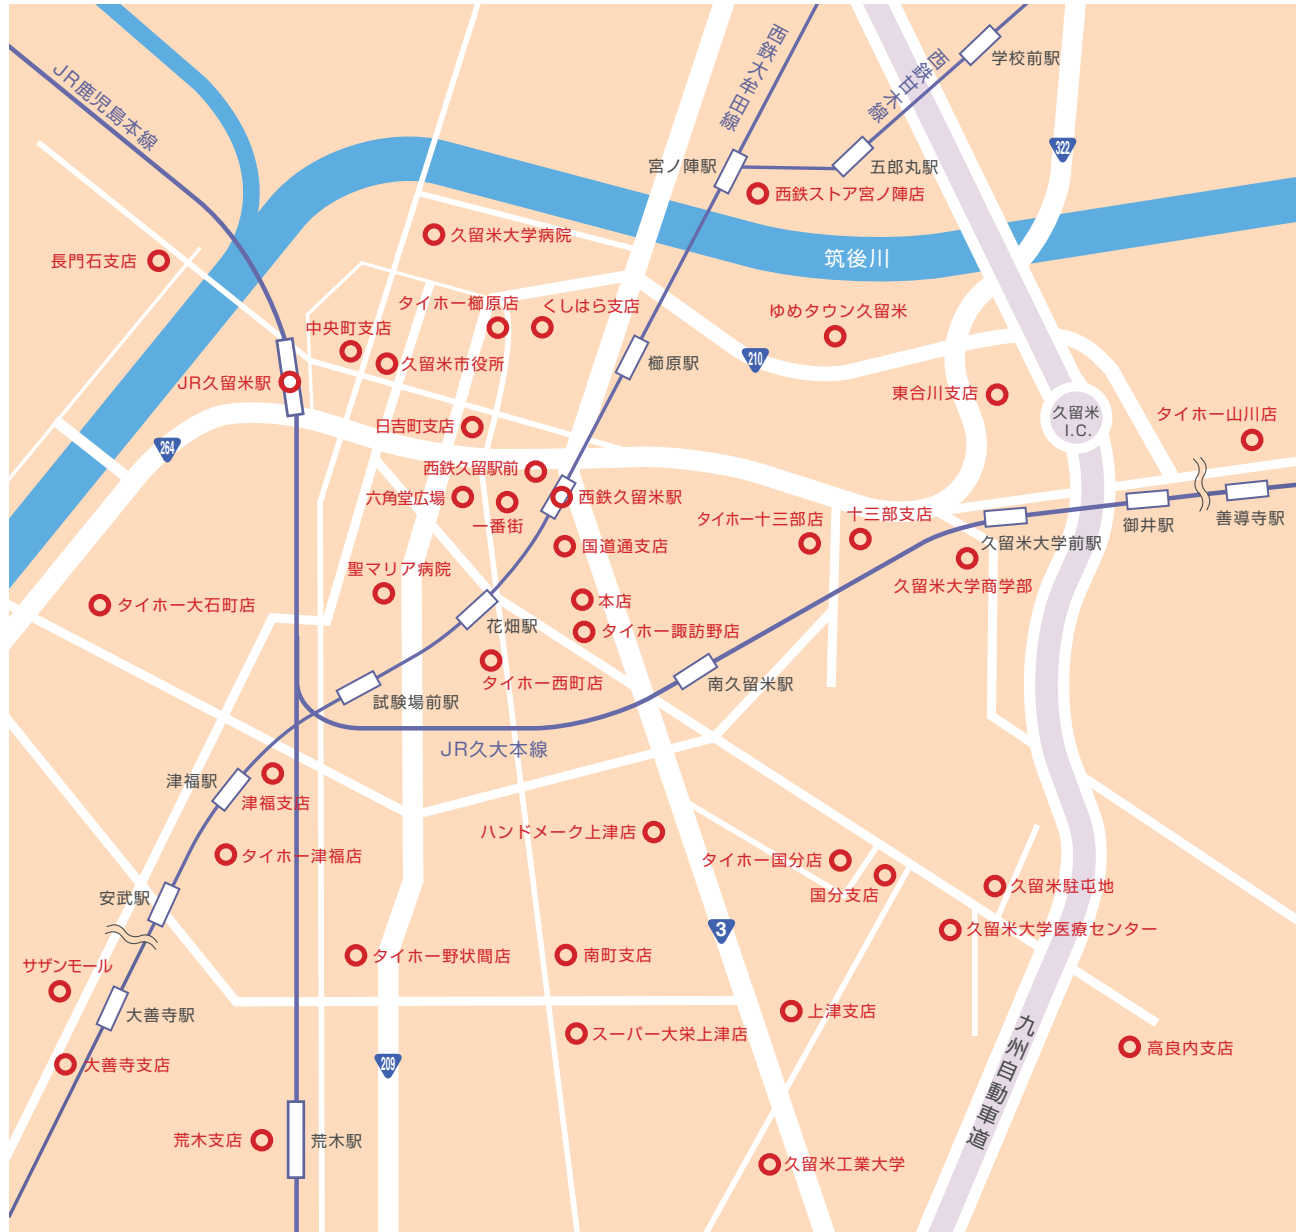 JR鹿児島本線
西鉄大牟田線
西鉄甘木線
学校前駅
322
宮ノ陣駅
五郎丸駅
西鉄ストア宮ノ陣店
久留米大学病院
長門石支店
筑後川
タイホー櫛原店
くしはら支店
ゆめタウン久留米
中央町支店
久留米市役所
櫛原駅
210
JR久留米駅
東合川支店
久留米
I.C.
タイホー山川店
日吉町支店
264
西鉄久留駅前
六角堂広場
西鉄久留米駅
一番街
タイホー十三部店
十三部支店
御井駅
善導寺駅
国道通支店
久留米大学前駅
聖マリア病院
久留米大学商学部
タイホー大石町店
本店
花畑駅
タイホー諏訪野店
タイホー西町店
南久留米駅
試験場前駅
JR久大本線
津福駅
津福支店
ハンドメーク上津店
タイホー津福店
タイホー国分店
国分支店
久留米駐屯地
安武駅
3
久留米大学医療センター
タイホー野状間店
南町支店
サザンモール
大善寺駅
上津支店
スーパー大栄上津店
九州自動車道
高良内支店
大善寺支店
209
荒木支店
荒木駅
久留米工業大学